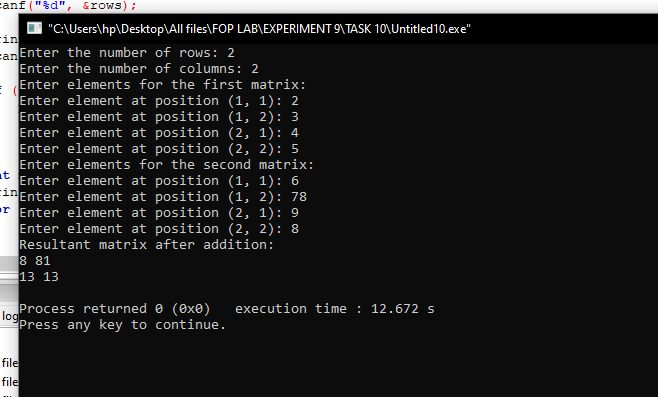 canf("%d", &rows);
"C:\Users\hp\Desktop\All files\FOP LAB\EXPERIMENT 9\TASK 10\Untitled10.exe"
Enter the number of rows: 2
Enter the number of columns: 2
Enter elements for the first matrix:
Enter element at position (1, 1): 2
Enter element at position (1, 2): 3
Enter element at position (2, 1): 4
Enter element at position (2, 2): 5
Enter elements for the second matrix:
Enter element at position (1, 1): 6
Enter element at position (1, 2): 78
Enter element at position (2, 1): 9
Enter element at position (2, 2): 8
Resultant matrix after addition:
8 81
13 13
Process returned 0 (0x0)   execution time : 12.672 s
Press any key to continue.
log
file
file